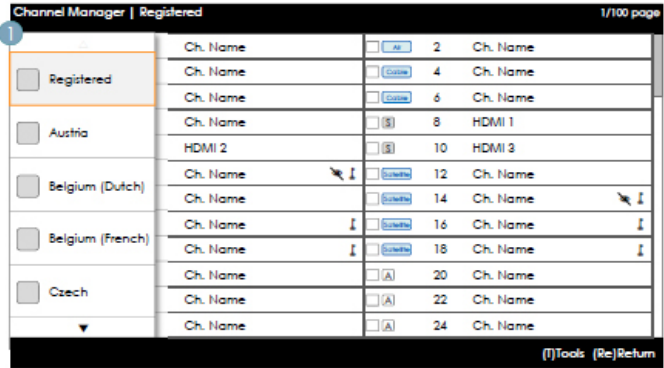 Channel Manager | Registered 1/100 page
1
Ch. Name Air 2 Ch. Name
Registered
Ch. Name Cable 4 Ch. Name
Ch. Name Cable 6 Ch. Name
Austria
Ch. Name S 8 HDMI 1
HDMI 2 S 10 HDMI 3
Belgium (Dutch)
Ch. Name Satellite 12 Ch. Name
Ch. Name Satellite 14 Ch. Name
Belgium (French)
Ch. Name Satellite 16 Ch. Name
Ch. Name Satellite 18 Ch. Name
Czech
Ch. Name A 20 Ch. Name
Ch. Name A 22 Ch. Name
Ch. Name A 24 Ch. Name
(T)Tools (Re)Return